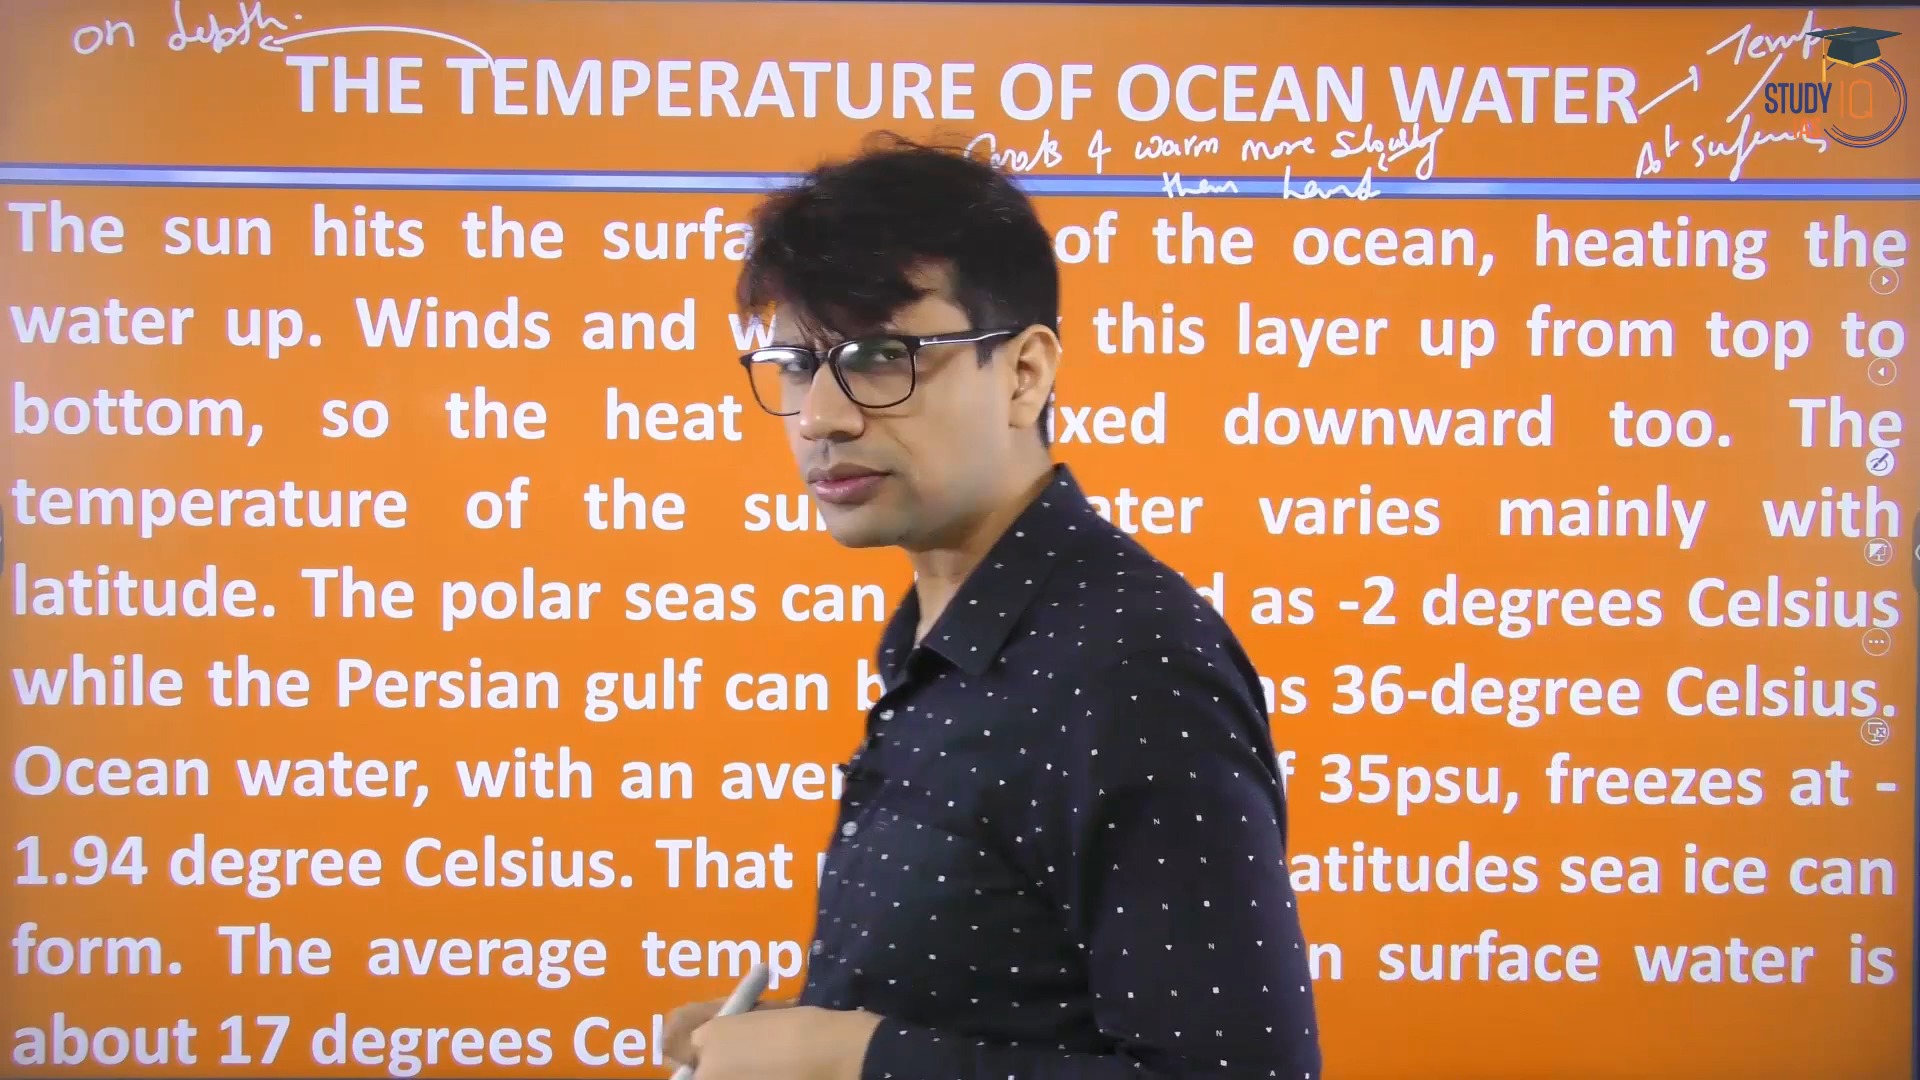 on depth.
Temp
THE TEMPERATURE OF OCEAN WATER
STUDY IQ
IAS
Cools & warm more slowly
At surface
than land
The sun hits the surfa of the ocean, heating the
water up. Winds and w this layer up from top to
bottom, so the heat ixed downward too. The
temperature of the su ater varies mainly with
latitude. The polar seas can d as -2 degrees Celsius
while the Persian gulf can b as 36-degree Celsius.
Ocean water, with an aver f 35psu, freezes at -
1.94 degree Celsius. That atitudes sea ice can
form. The average temp n surface water is
about 17 degrees Cel